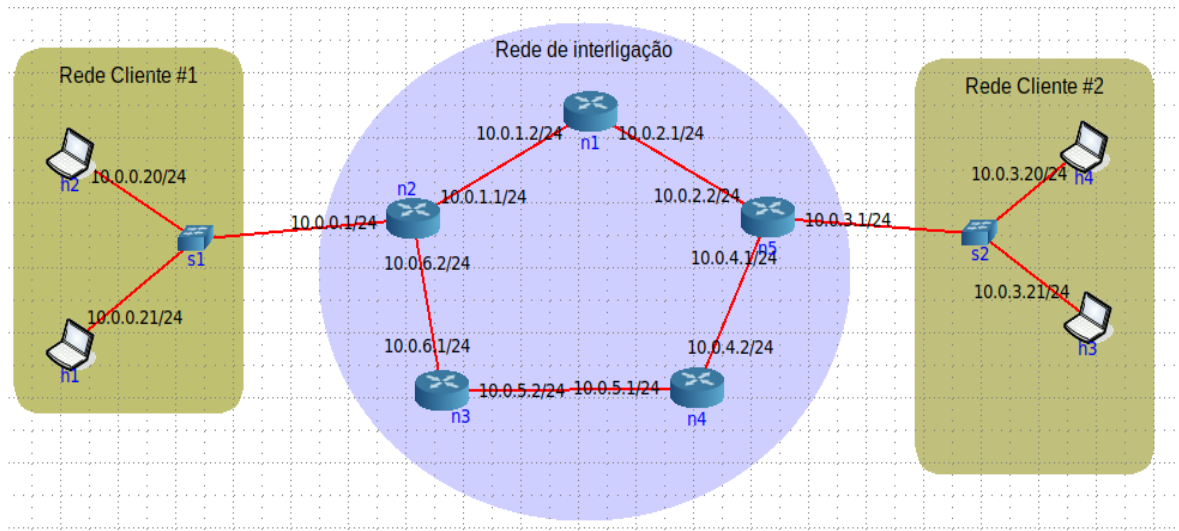 Rede de interligação
Rede Cliente #1
Rede Cliente #2
10.0.1.2/24
10.0.2.1/24
n1
10.0.0.20/24
h2
n2
10.0.1.1/24
10.0.2.2/24
10.0.3.20/24
h4
10.0.0.1/24
10.0.3.1/24
n5
s1
s2
10.0.6.2/24
10.0.4.1/24
10.0.0.21/24
10.0.3.21/24
h1
h3
10.0.6.1/24
10.0.4.2/24
10.0.5.2/24
10.0.5.1/24
n3
n4